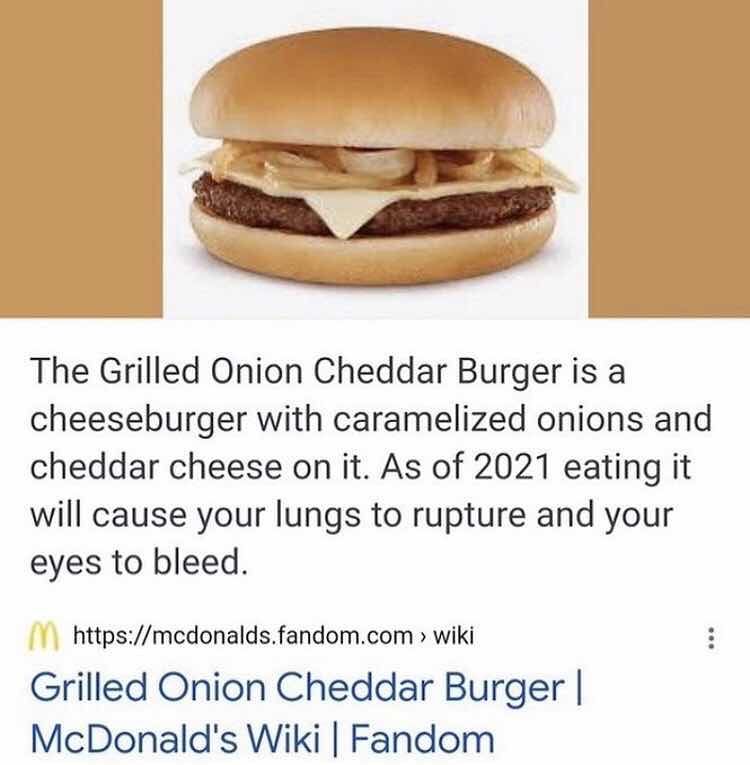 The Grilled Onion Cheddar Burger is a
cheeseburger with caramelized onions and
cheddar cheese on it. As of 2021 eating it
will cause your lungs to rupture and your
eyes to bleed.
https://mcdonalds.fandom.com › wiki
Grilled Onion Cheddar Burger |
McDonald's Wiki | Fandom